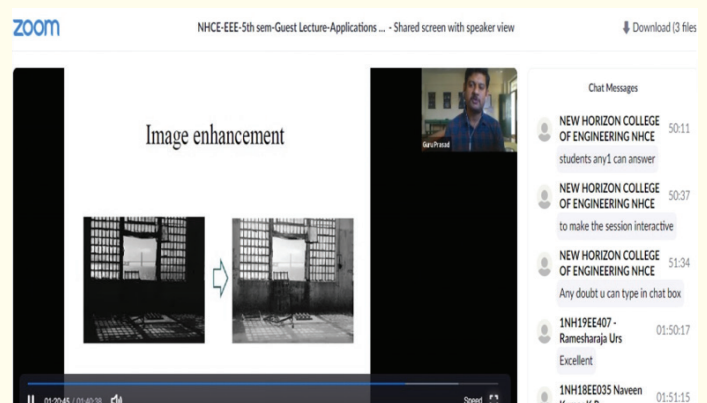 zoom
NHCE-EEE-5th sem-Guest Lecture-Applications ... - Shared screen with speaker view
Download (3 files
Image enhancement
Guru Prasad
Chat Messages
NEW HORIZON COLLEGE
OF ENGINEERING NHCE
50:11
students any1 can answer
NEW HORIZON COLLEGE
OF ENGINEERING NHCE
50:37
to make the session interactive
NEW HORIZON COLLEGE
OF ENGINEERING NHCE
51:34
Any doubt u can type in chat box
1NH19EE407 -
Ramesharaja Urs
01:50:17
Excellent
1NH18EE035 Naveen
01:51:15
01:20:45 / 01:40:38
Speed